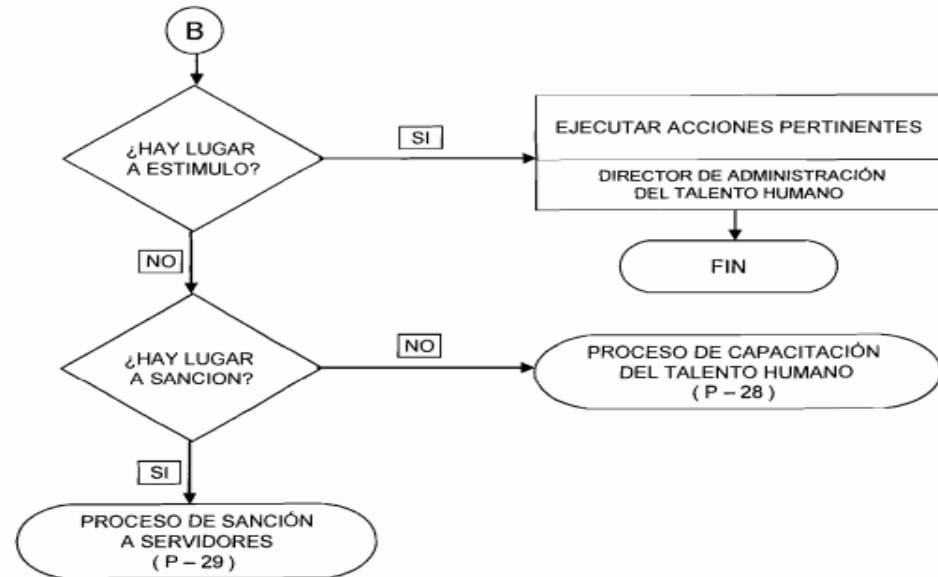 B
¿HAY LUGAR
A ESTIMULO?
SI
EJECUTAR ACCIONES PERTINENTES
DIRECTOR DE ADMINISTRACIÓN
DEL TALENTO HUMANO
FIN
NO
¿HAY LUGAR
A SANCION?
NO
PROCESO DE CAPACITACIÓN
DEL TALENTO HUMANO
( P – 28 )
SI
PROCESO DE SANCIÓN
A SERVIDORES
( P – 29 )